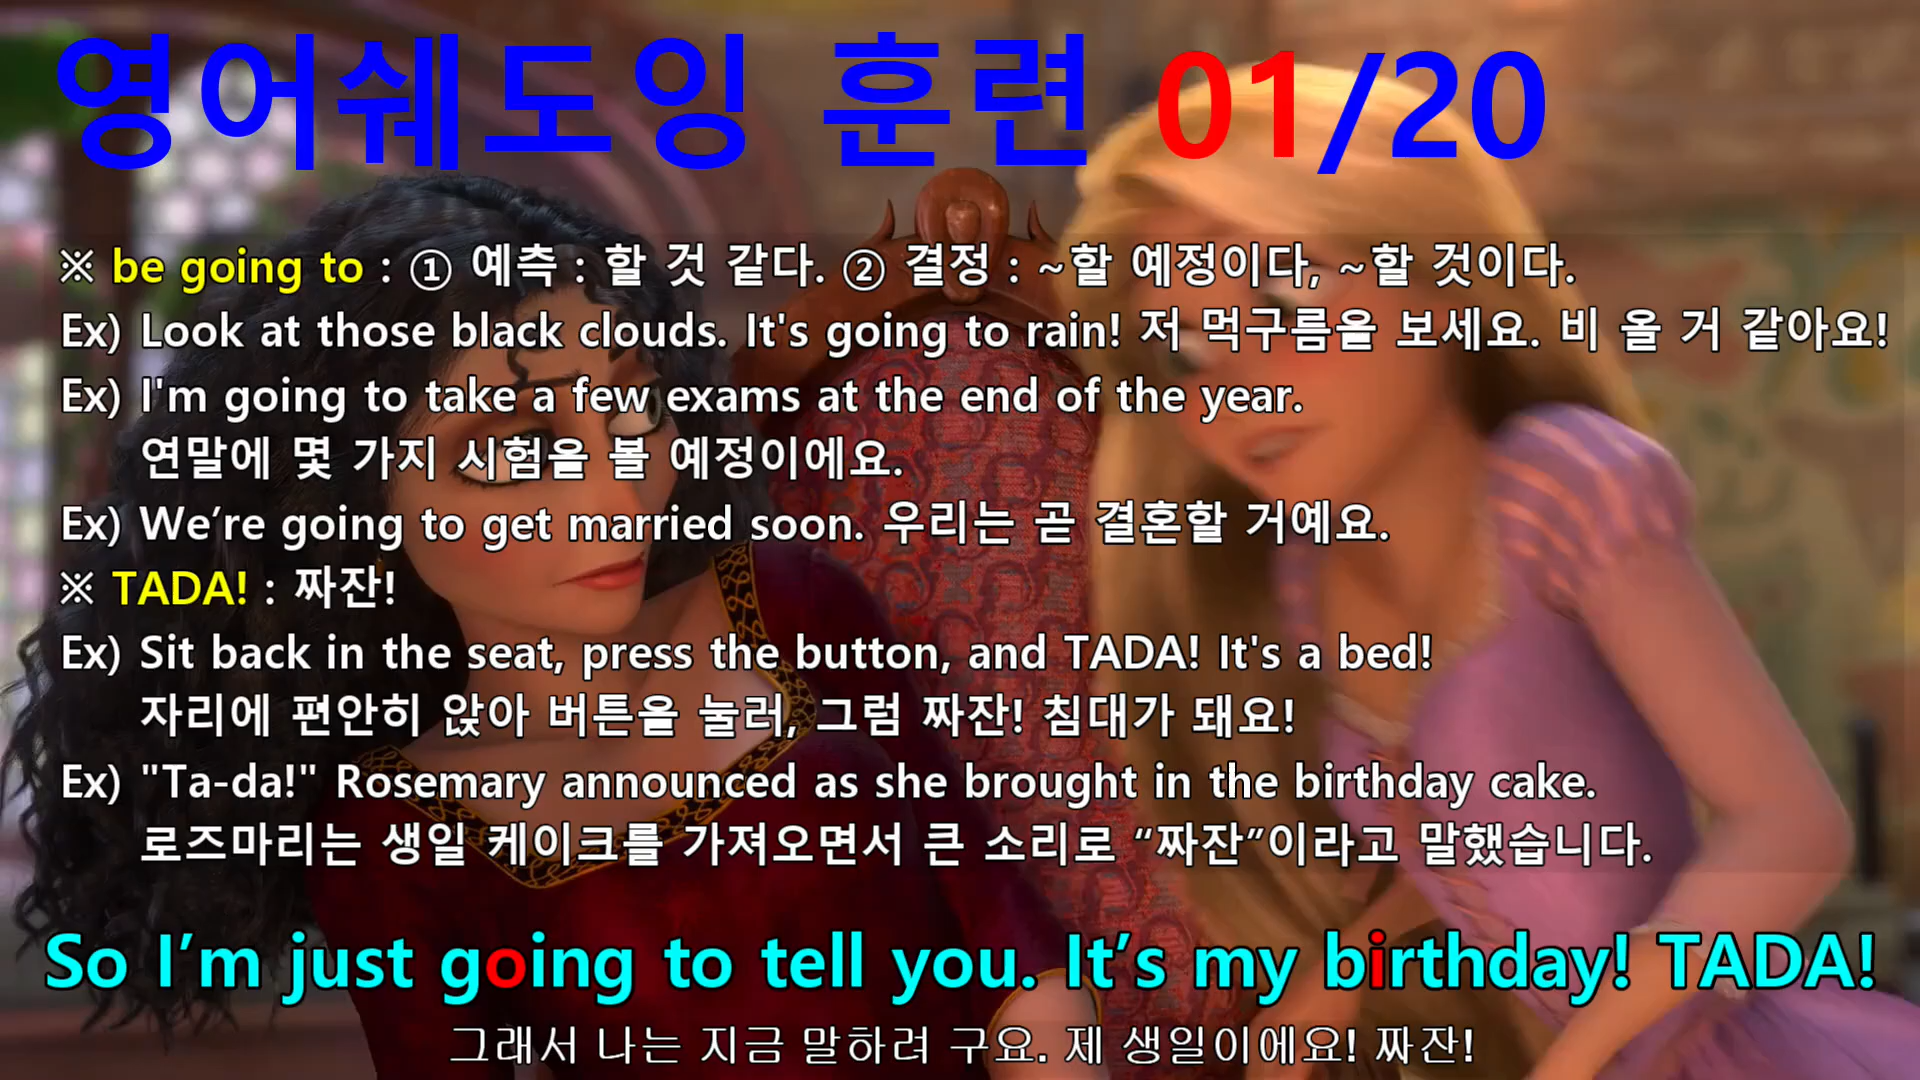 영어쉐도잉 훈련 01/20
※ be going to : ① 예측 : 할 것 같다. ② 결정 : ~할 예정이다, ~할 것이다.
Ex) Look at those black clouds. It's going to rain! 저 먹구름을 보세요. 비 올 거 같아요!
Ex) I'm going to take a few exams at the end of the year.
연말에 몇 가지 시험을 볼 예정이에요.
Ex) We’re going to get married soon. 우리는 곧 결혼할 거예요.
※ TADA! : 짜잔!
Ex) Sit back in the seat, press the button, and TADA! It's a bed!
자리에 편안히 앉아 버튼을 눌러, 그럼 짜잔! 침대가 돼요!
Ex) "Ta-da!" Rosemary announced as she brought in the birthday cake.
로즈마리는 생일 케이크를 가져오면서 큰 소리로 “짜잔”이라고 말했습니다.
So I’m just going to tell you. It’s my birthday! TADA!
그래서 나는 지금 말하려 구요. 제 생일이에요! 짜잔!